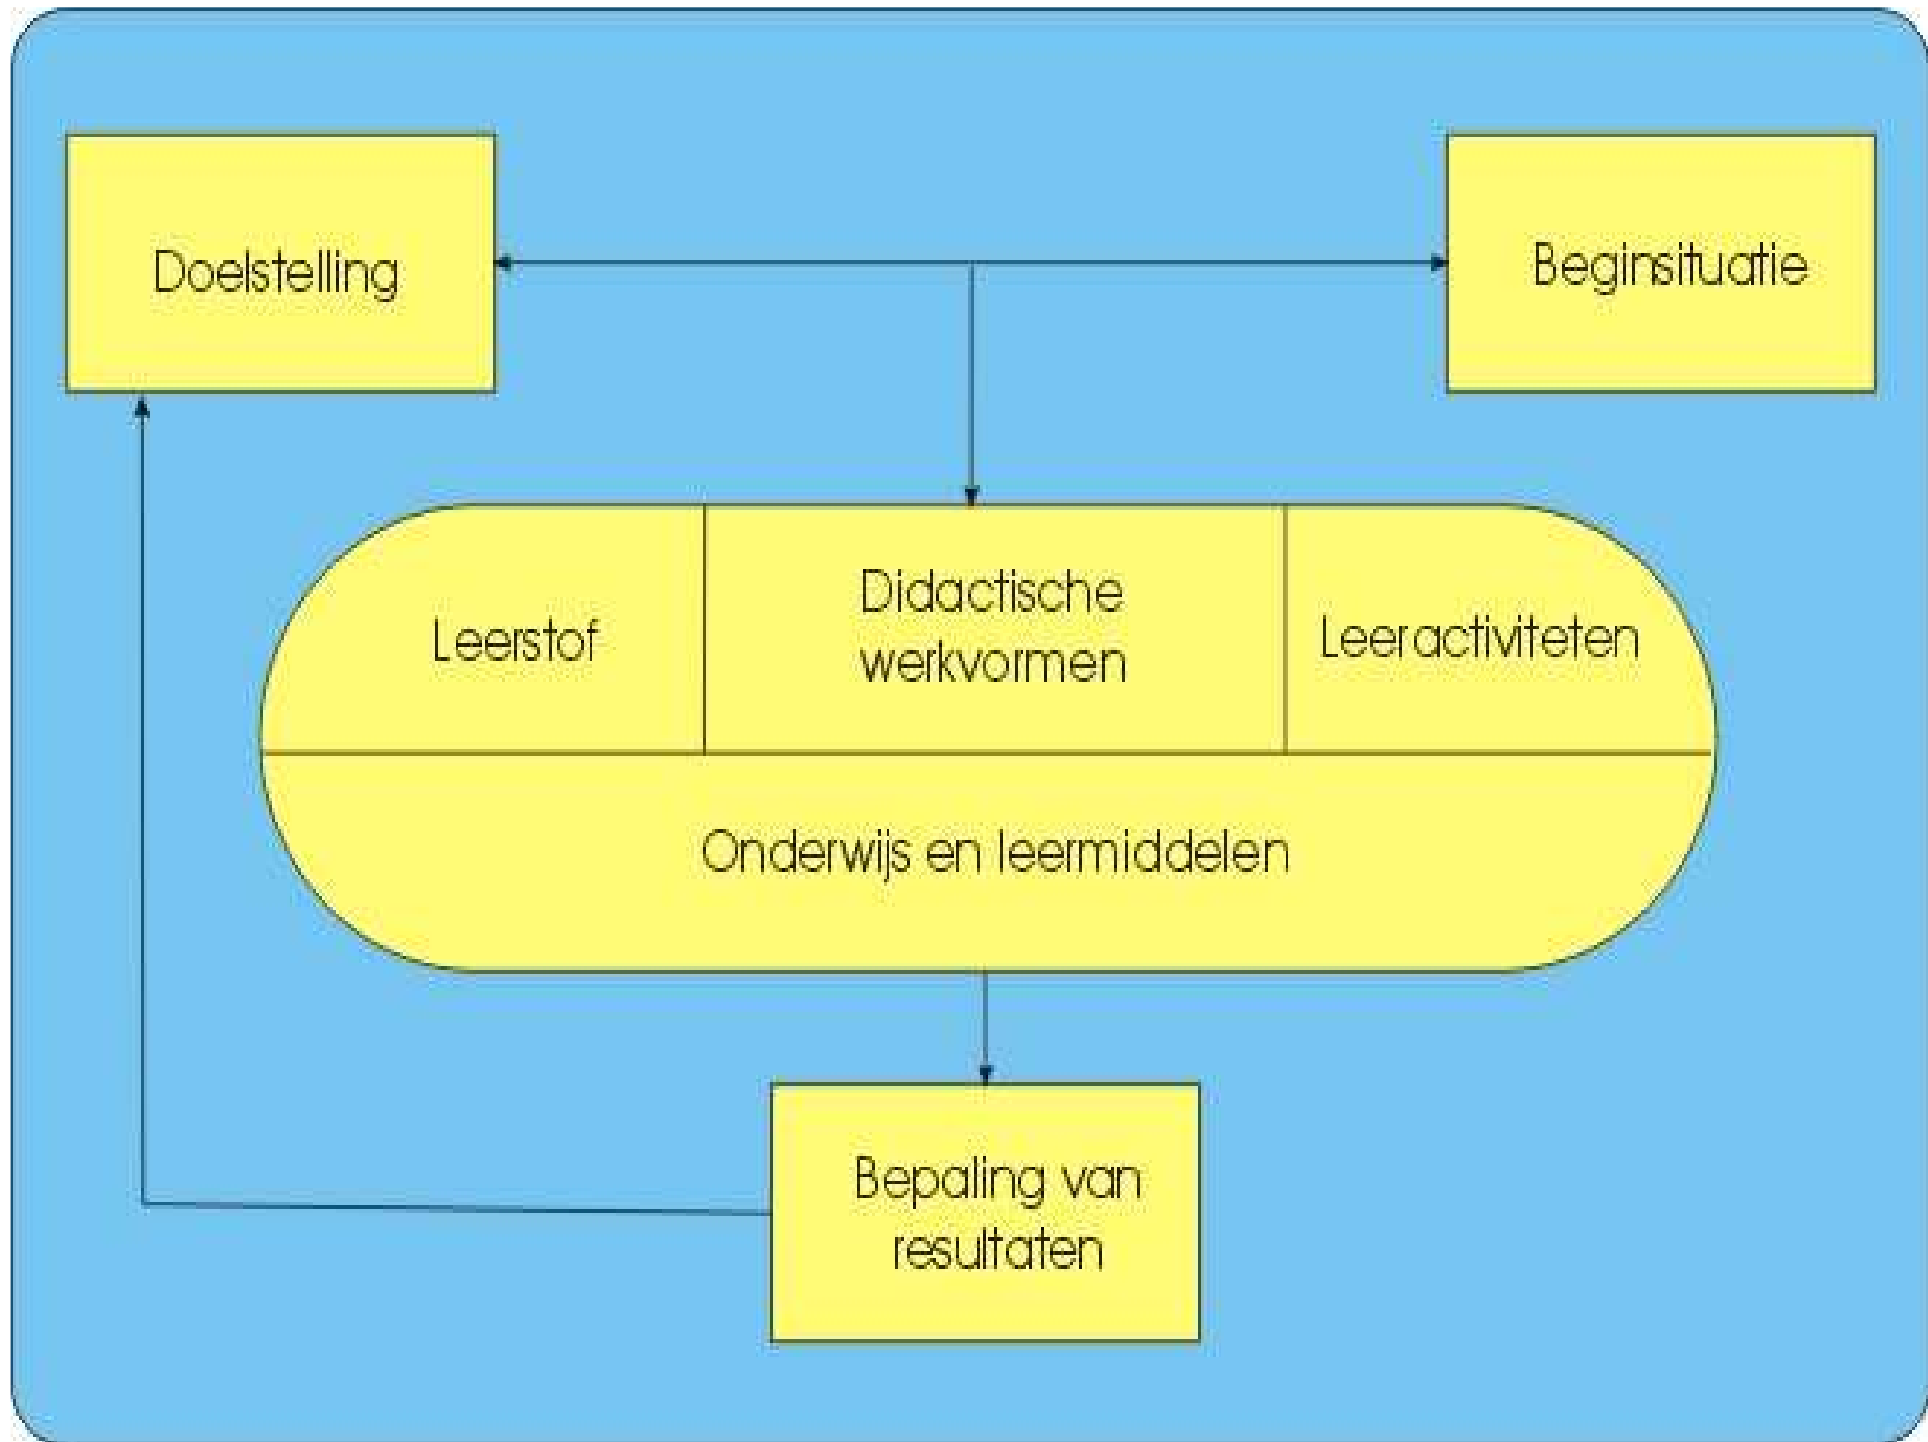 Doelstelling
Beginsituatie
Leerstof
Didactische
werkvormen
Leeractiviteten
Onderwijs en leermiddelen
Bepaling van
resultaten